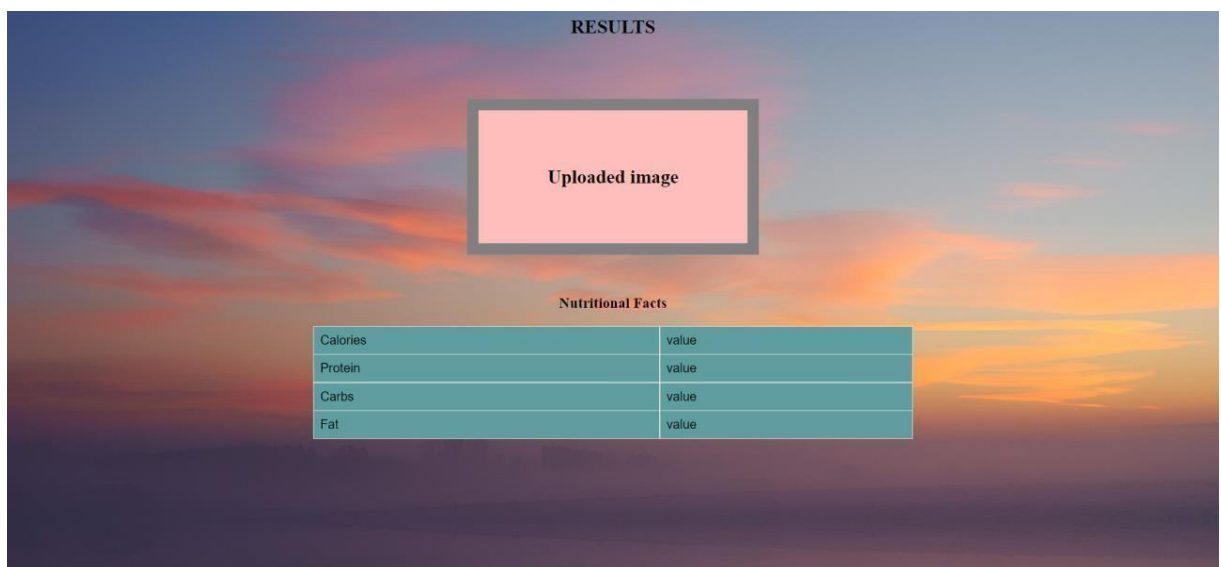 RESULTS
Uploaded image
Nutritional Facts
Calories value
Protein value
Carbs value
Fat value